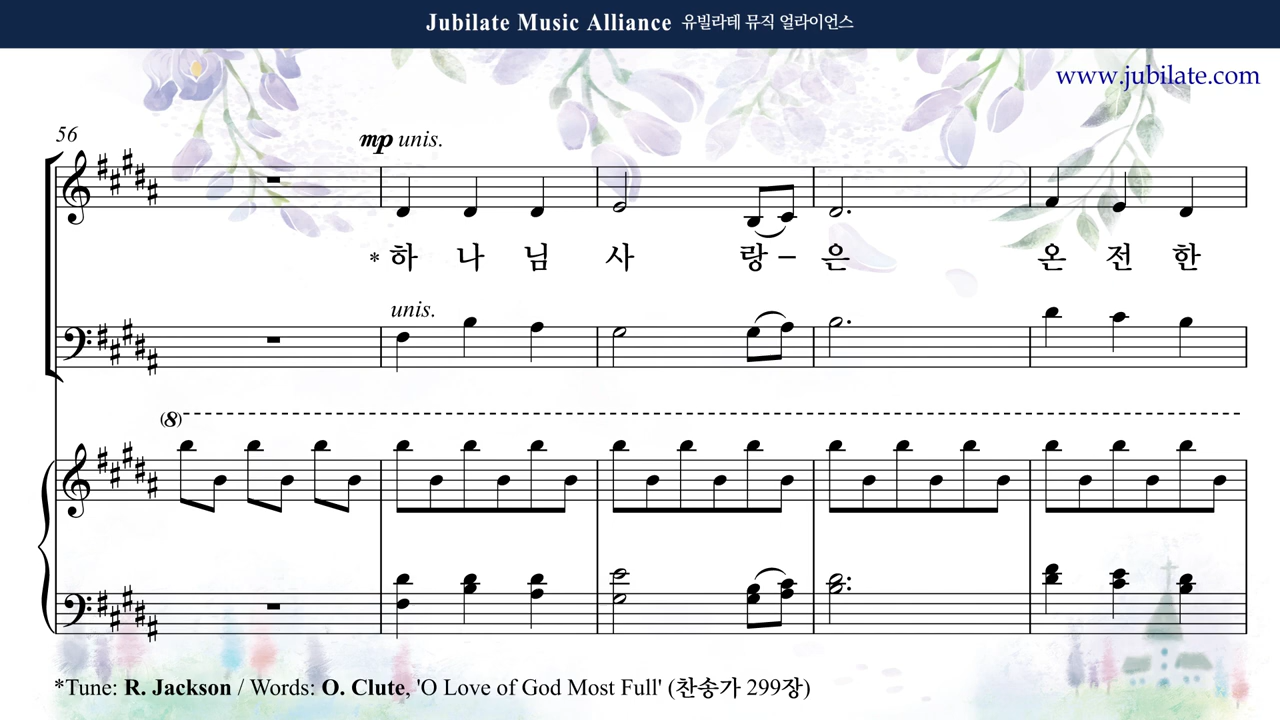 Jubilate Music Alliance 유빌라테 뮤직 얼라이언스
www.jubilate.com
56
mp unis.
*하 나 님 사 랑 – 은 온 전 한
unis.
(8)
*Tune: R. Jackson / Words: O. Clute, 'O Love of God Most Full' (찬송가 299장)